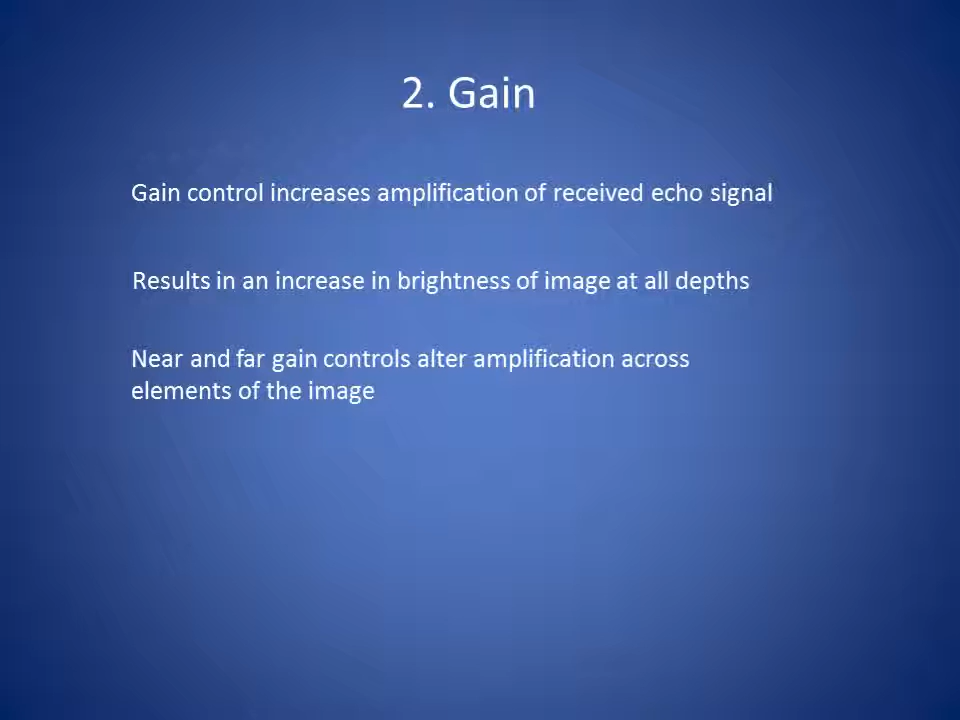 2. Gain
Gain control increases amplification of received echo signal
Results in an increase in brightness of image at all depths
Near and far gain controls alter amplification across
elements of the image